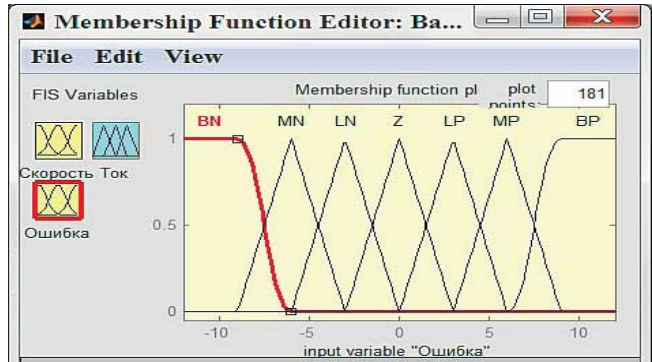 Membership Function Editor: Ba...
File Edit View
FIS Variables
Membership function pl plot points: 181
BN MN LN Z LP MP BP
1
Скорость Ток
0.5
Ошибка
0
-10 -5 0 5 10
input variable "Ошибка"